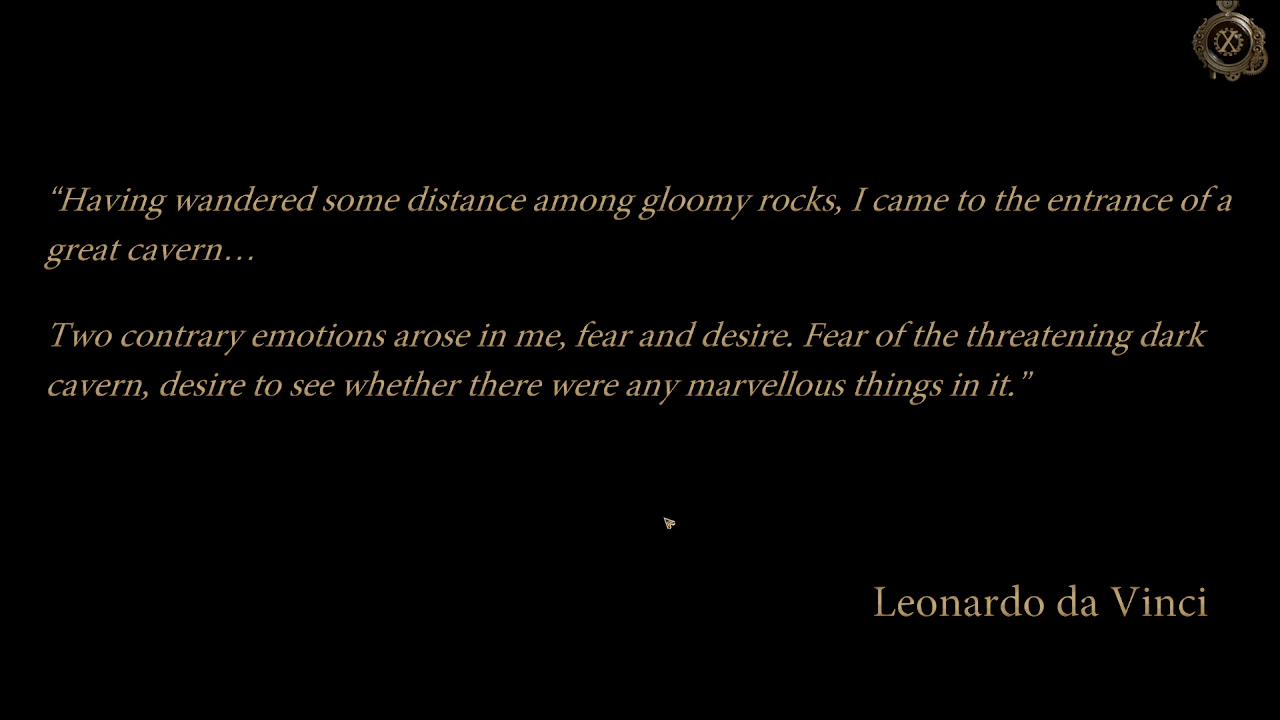 “Having wandered some distance among gloomy rocks, I came to the entrance of a
great cavern…
Two contrary emotions arose in me, fear and desire. Fear of the threatening dark
cavern, desire to see whether there were any marvellous things in it.”
Leonardo da Vinci